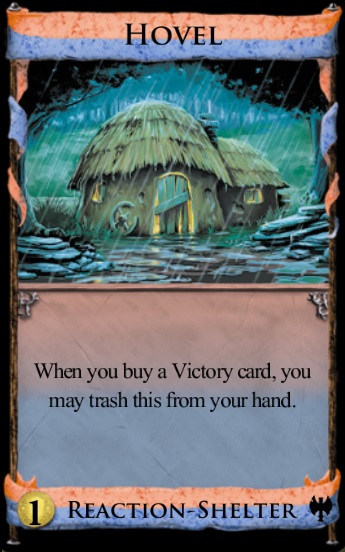 HOVEL
When you buy a Victory card, you
may trash this from your hand.
1 REACTION-SHELTER